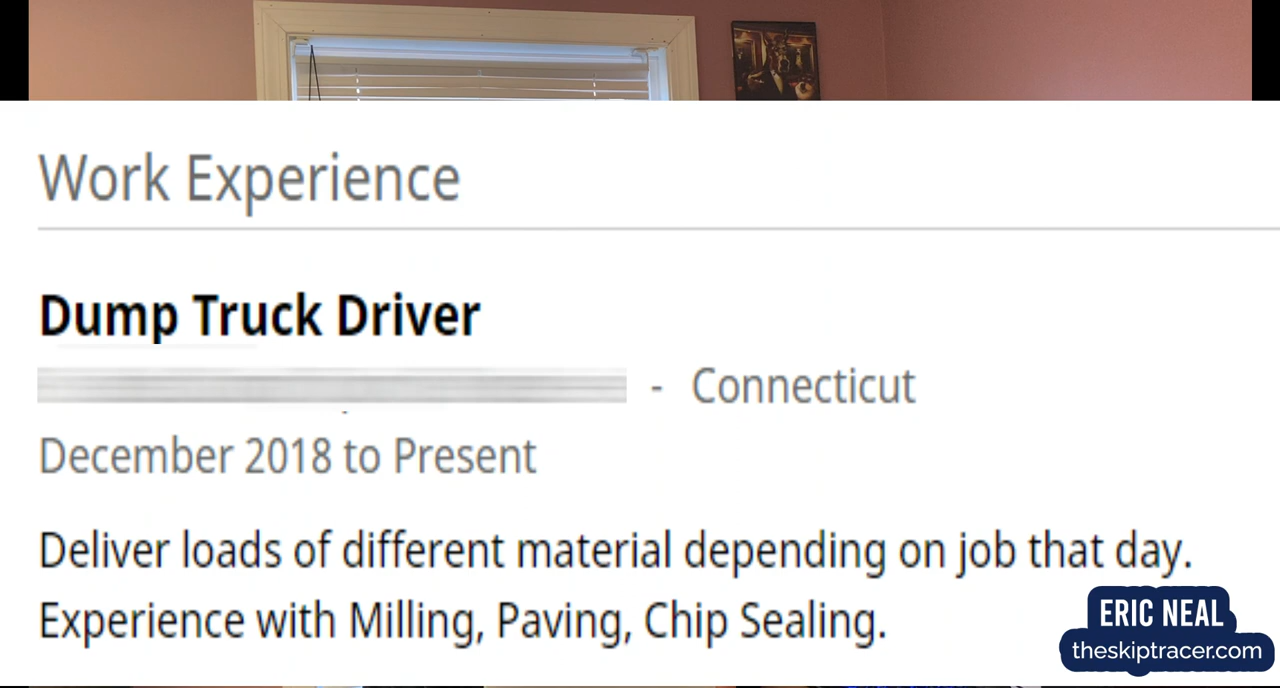 Work Experience
Dump Truck Driver
- Connecticut
December 2018 to Present
Deliver loads of different material depending on job that day.
Experience with Milling, Paving, Chip Sealing.
ERIC NEAL
theskiptracer.com